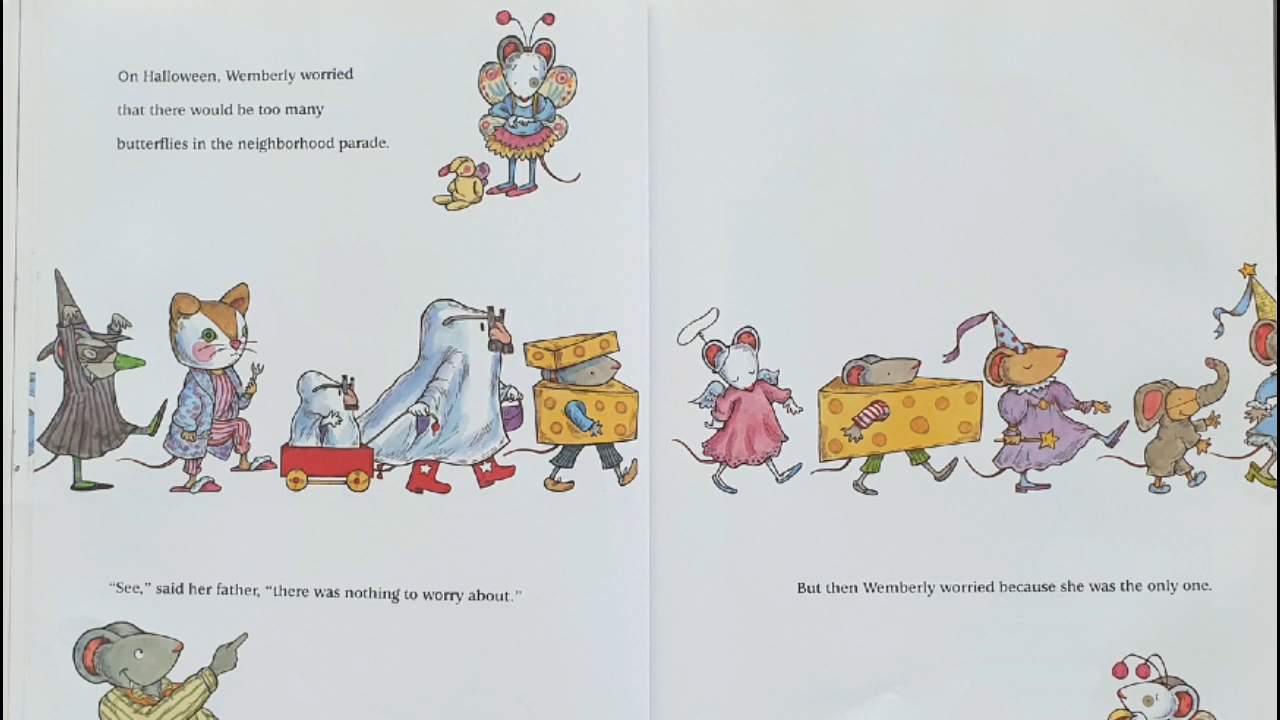 On Halloween, Wemberly worried
that there would be too many
butterflies in the neighborhood parade.
“See,” said her father, “there was nothing to worry about.”
But then Wemberly worried because she was the only one.